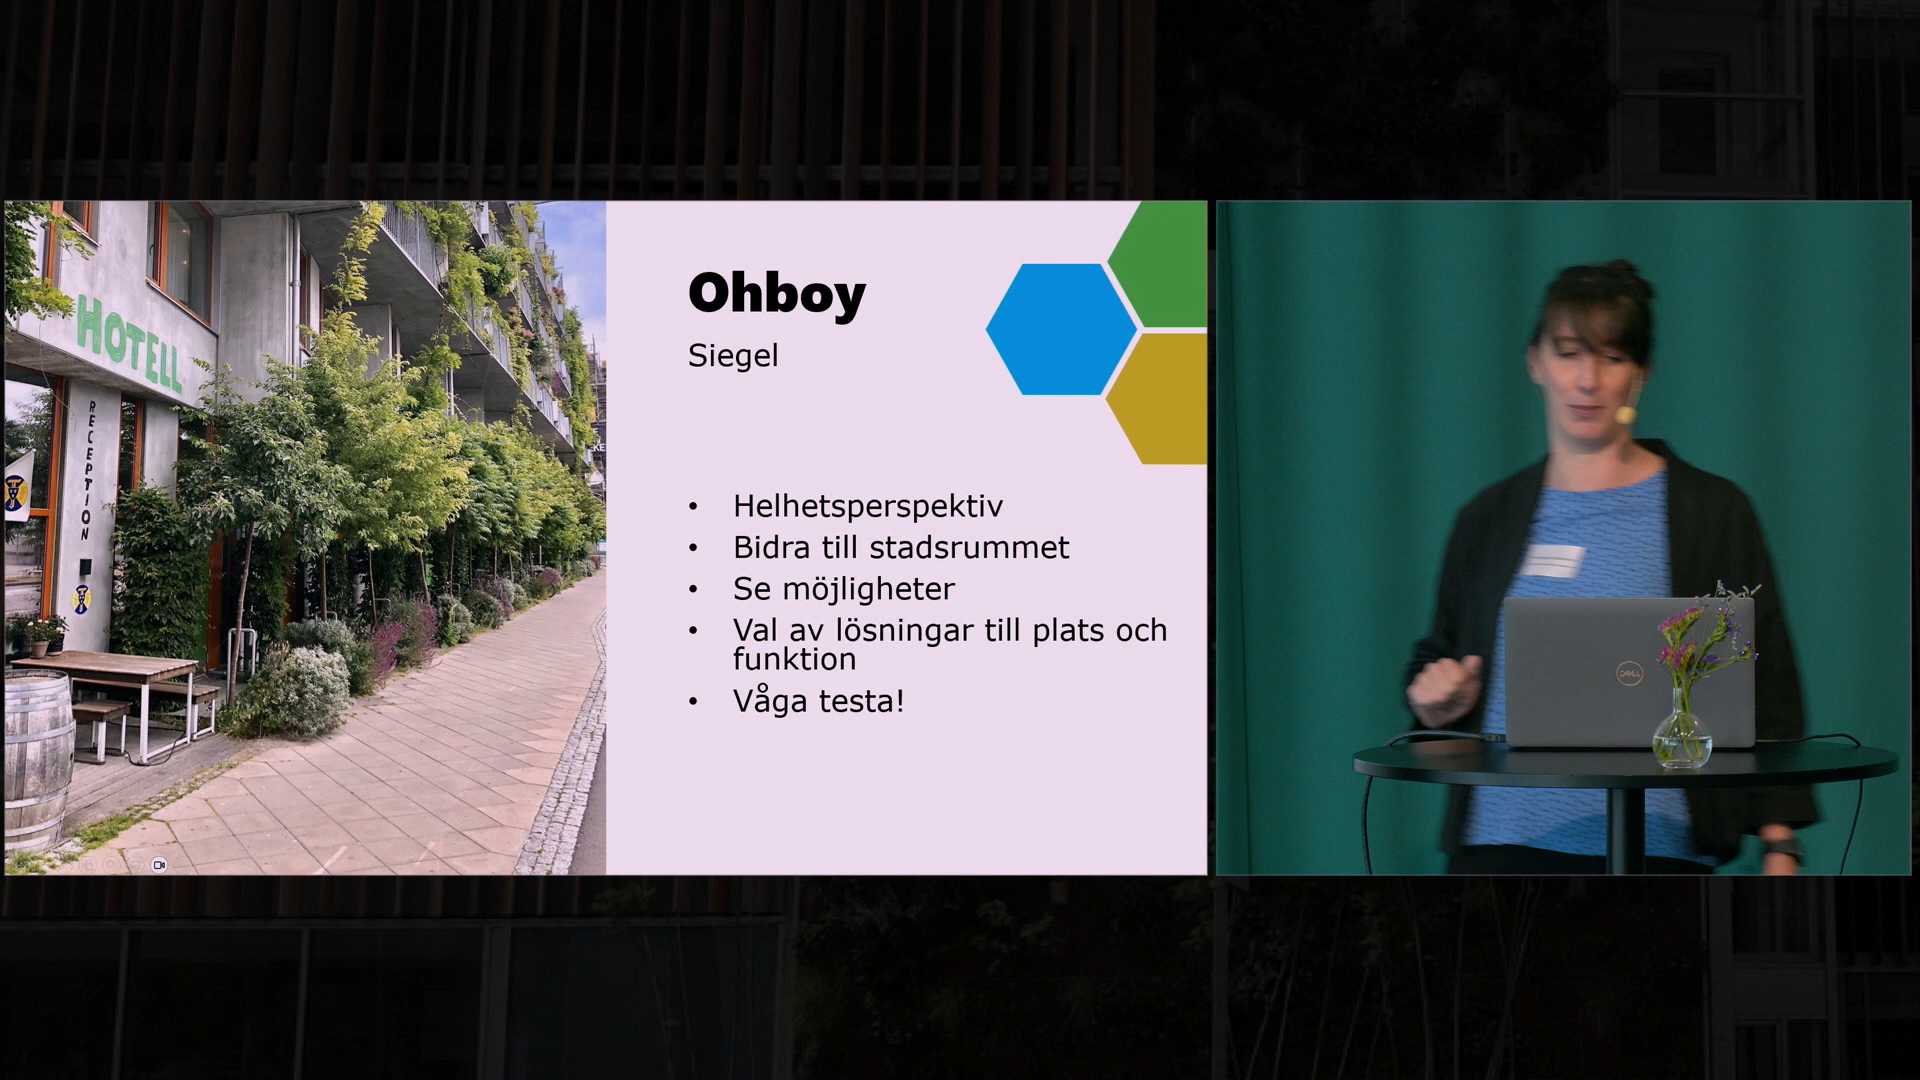 HOTELL
RECEPTION
Ohboy
Siegel
• Helhetsperspektiv
• Bidra till stadsrummet
• Se möjligheter
• Val av lösningar till plats och
funktion
• Våga testa!
DELL